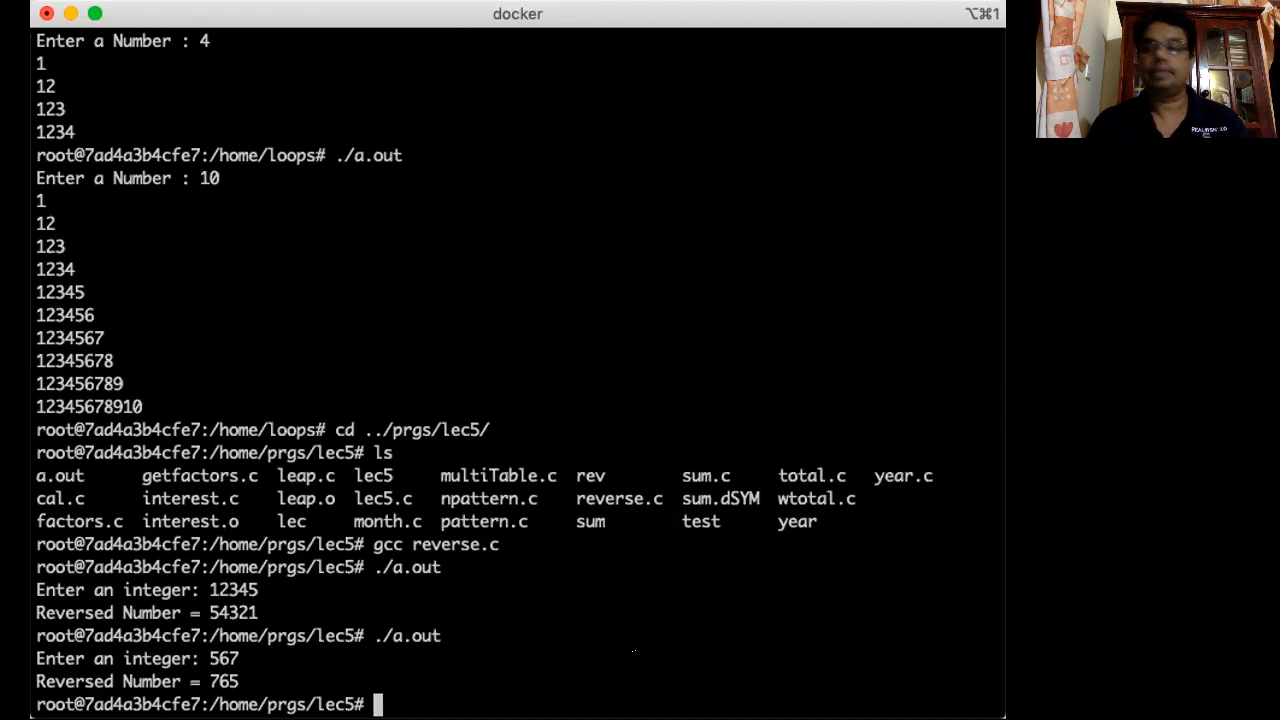 docker
⌥⌘1
Enter a Number : 4
1
12
123
1234
root@7ad4a3b4cfe7:/home/loops# ./a.out
Enter a Number : 10
1
12
123
1234
12345
123456
1234567
12345678
123456789
12345678910
root@7ad4a3b4cfe7:/home/loops# cd ../prgs/lec5/
root@7ad4a3b4cfe7:/home/prgs/lec5# ls
a.out getfactors.c leap.c lec5 multiTable.c rev sum.c total.c year.c
cal.c interest.c leap.o lec5.c npattern.c reverse.c sum.dSYM wtotal.c
factors.c interest.o lec month.c pattern.c sum test year
root@7ad4a3b4cfe7:/home/prgs/lec5# gcc reverse.c
root@7ad4a3b4cfe7:/home/prgs/lec5# ./a.out
Enter an integer: 12345
Reversed Number = 54321
root@7ad4a3b4cfe7:/home/prgs/lec5# ./a.out
Enter an integer: 567
Reversed Number = 765
root@7ad4a3b4cfe7:/home/prgs/lec5#